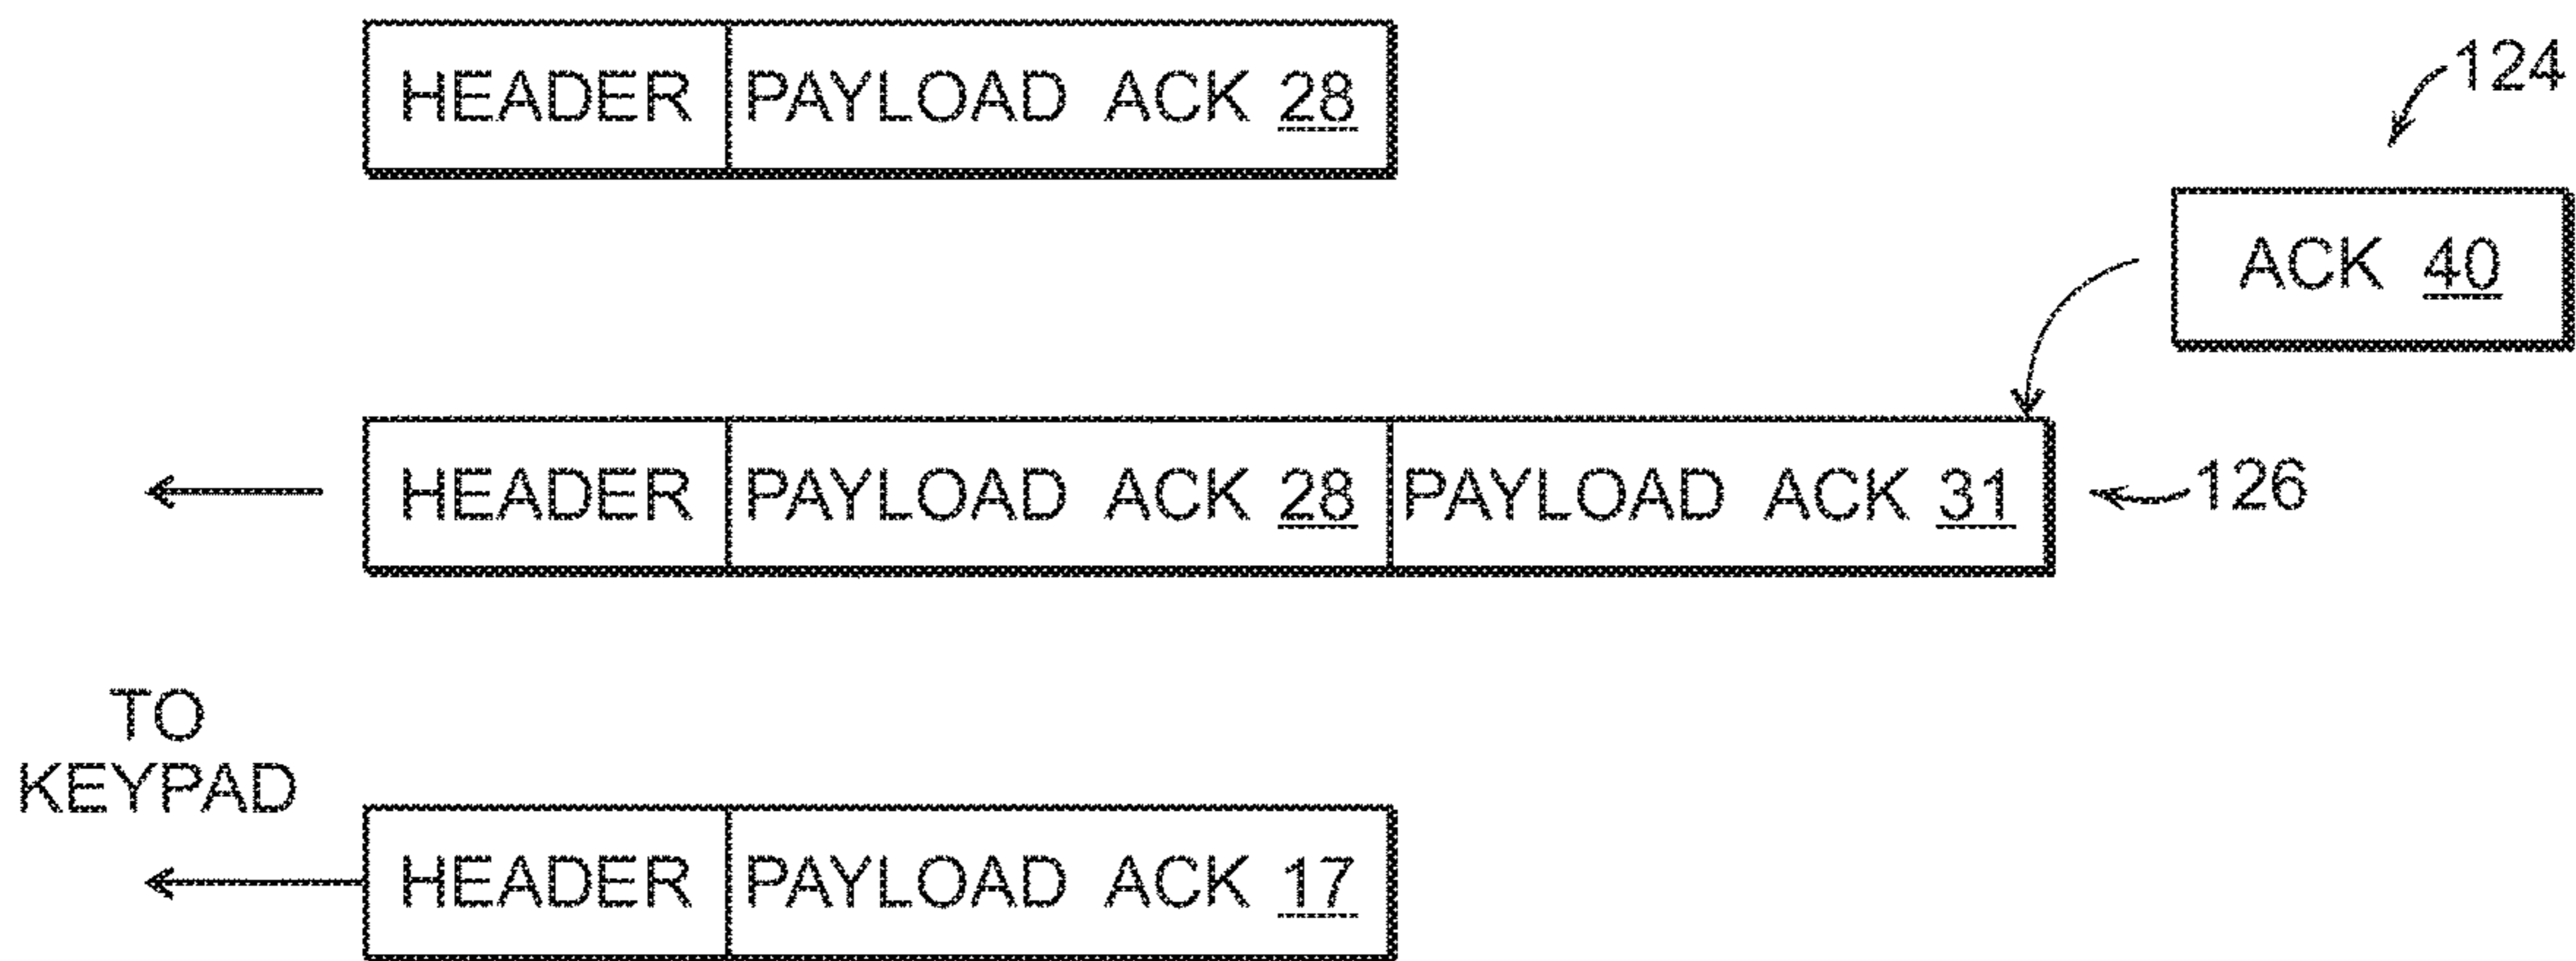 HEADER PAYLOAD ACK 28
124
ACK 40
HEADER PAYLOAD ACK 28 PAYLOAD ACK 31
126
TO
KEYPAD
HEADER PAYLOAD ACK 17